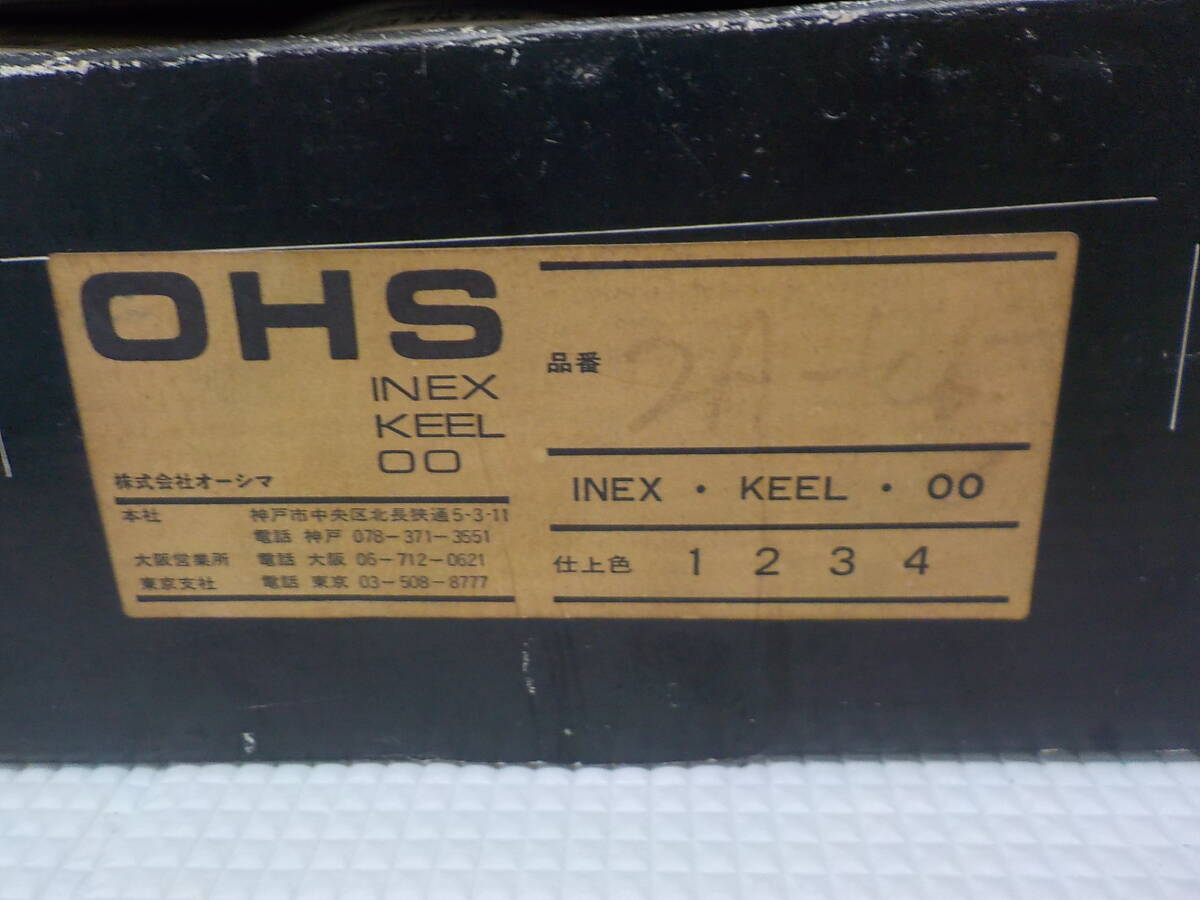 OHS
INEX
KEEL
00
株式会社オーシマ
本社 神戸市中央区北長狭通5-3-11
電話 神戸 078-371-3551
大阪営業所 電話 大阪 06-712-0621
東京支社 電話 東京 03-508-8777
品番
INEX・KEEL・00
仕上色 1 2 3 4